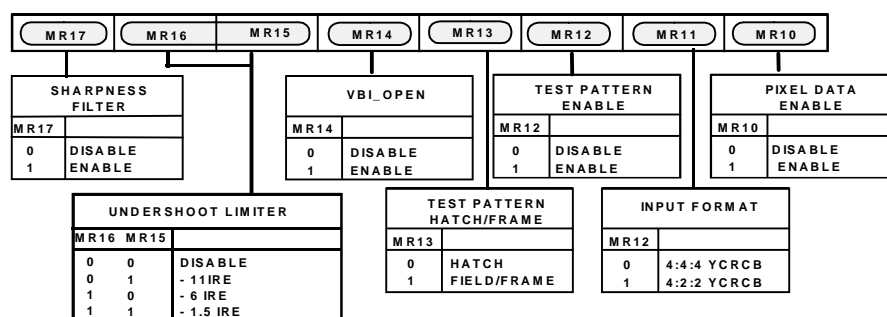 MR17 MR16 MR15 MR14 MR13 MR12 MR11 MR10
SHARPNESS
FILTER
MR17
0 DISABLE
1 ENABLE
VBI_OPEN
MR14
0 DISABLE
1 ENABLE
TEST PATTERN
ENABLE
MR12
0 DISABLE
1 ENABLE
PIXEL DATA
ENABLE
MR10
0 DISABLE
1 ENABLE
UNDERSHOOT LIMITER
MR16 MR15
0 0 DISABLE
0 1 - 11IRE
1 0 - 6 IRE
1 1 - 1.5 IRE
TEST PATTERN
HATCH/FRAME
MR13
0 HATCH
1 FIELD/FRAME
INPUT FORMAT
MR12
0 4:4:4 YCRCB
1 4:2:2 YCRCB